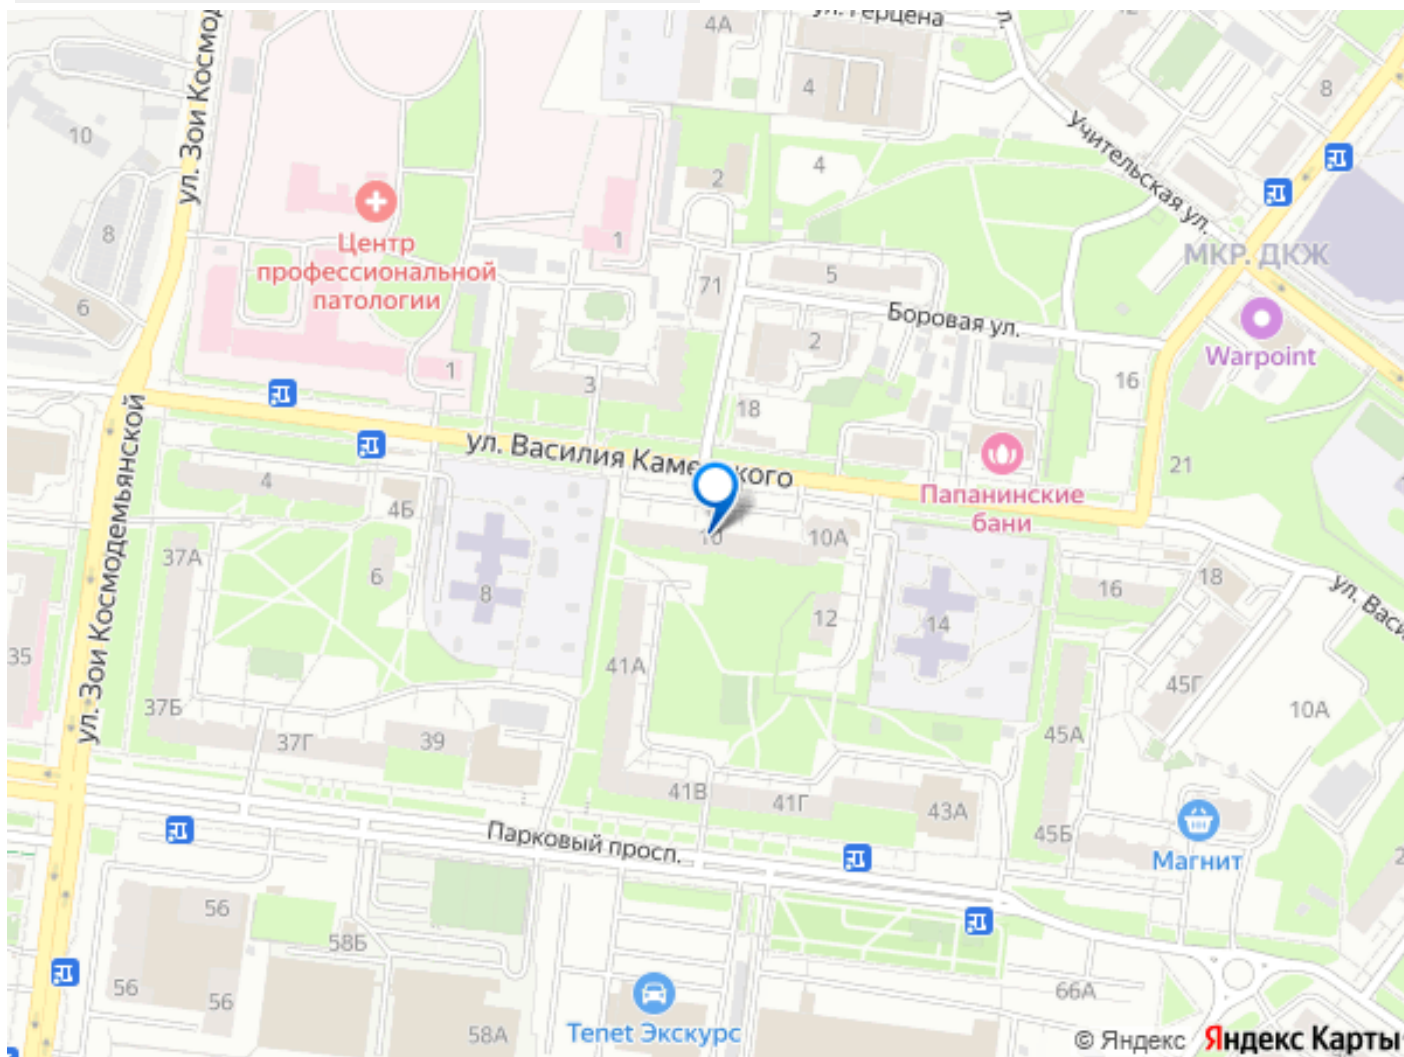 4А
ул. Герцена
ул. Зои Космод
10
4
8
Учительская ул.
2
4
8
1
Центр
профессиональной
патологии
МКР. ДКЖ
71
5
6
Боровая ул.
2
Warpoint
1
3
16
18
ул. Зои Космодемьянской
ул. Василия Каме
кого
21
4
4Б
Папанинские
бани
37А
10
10А
6
8
16
18
ул. Васи
12
14
35
41А
45Г
37Б
10А
37Г
39
45А
41В
41Г
43А
45Б
Парковый просп.
Магнит
56
58Б
56
56
66А
58А
Tenet Экскурс
© Яндекс Яндекс Карты